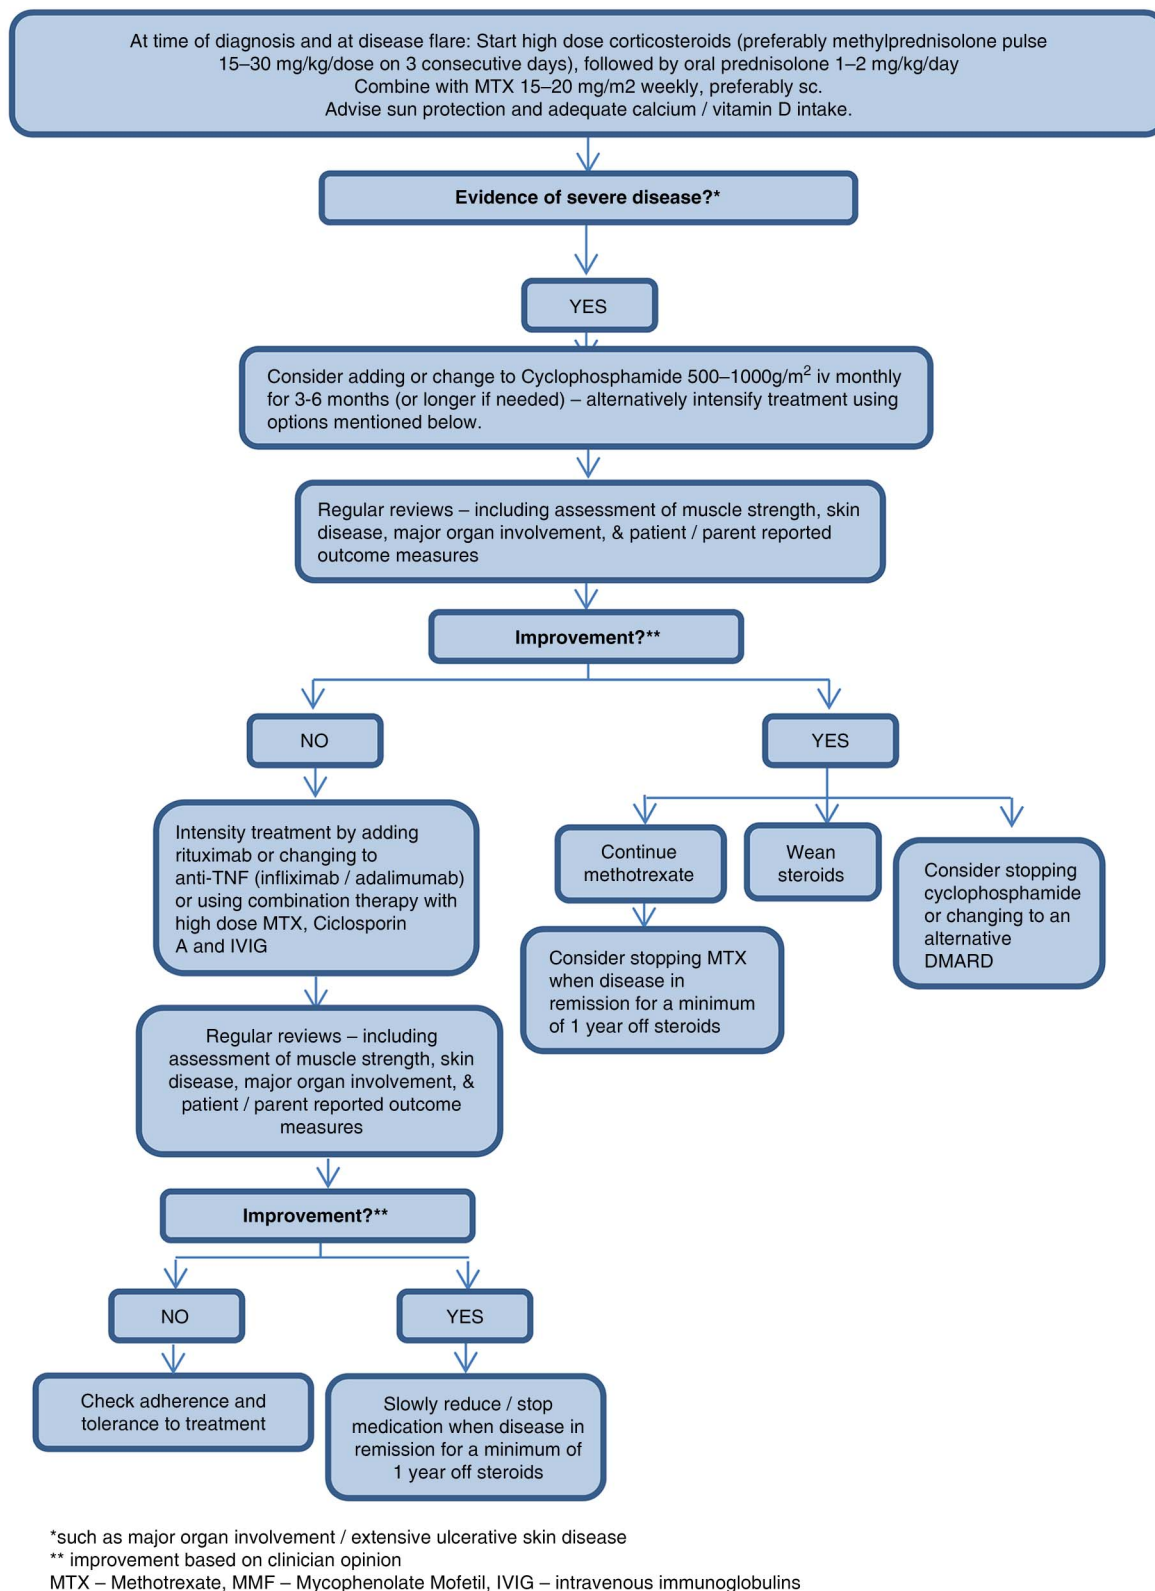 At time of diagnosis and at disease flare: Start high dose corticosteroids (preferably methylprednisolone pulse
15–30 mg/kg/dose on 3 consecutive days), followed by oral prednisolone 1–2 mg/kg/day
Combine with MTX 15–20 mg/m2 weekly, preferably sc.
Advise sun protection and adequate calcium / vitamin D intake.
Evidence of severe disease?*
YES
Consider adding or change to Cyclophosphamide 500–1000g/m² iv monthly
for 3-6 months (or longer if needed) – alternatively intensify treatment using
options mentioned below.
Regular reviews – including assessment of muscle strength, skin
disease, major organ involvement, & patient / parent reported
outcome measures
Improvement?**
NO
YES
Intensity treatment by adding
rituximab or changing to
anti-TNF (infliximab / adalimumab)
or using combination therapy with
high dose MTX, Ciclosporin
A and IVIG
Continue
methotrexate
Wean
steroids
Consider stopping
cyclophosphamide
or changing to an
alternative
DMARD
Consider stopping MTX
when disease in
remission for a minimum
of 1 year off steroids
Regular reviews – including
assessment of muscle strength, skin
disease, major organ involvement, &
patient / parent reported outcome
measures
Improvement?**
NO
YES
Check adherence and
tolerance to treatment
Slowly reduce / stop
medication when disease in
remission for a minimum of
1 year off steroids
*such as major organ involvement / extensive ulcerative skin disease
** improvement based on clinician opinion
MTX – Methotrexate, MMF – Mycophenolate Mofetil, IVIG – intravenous immunoglobulins